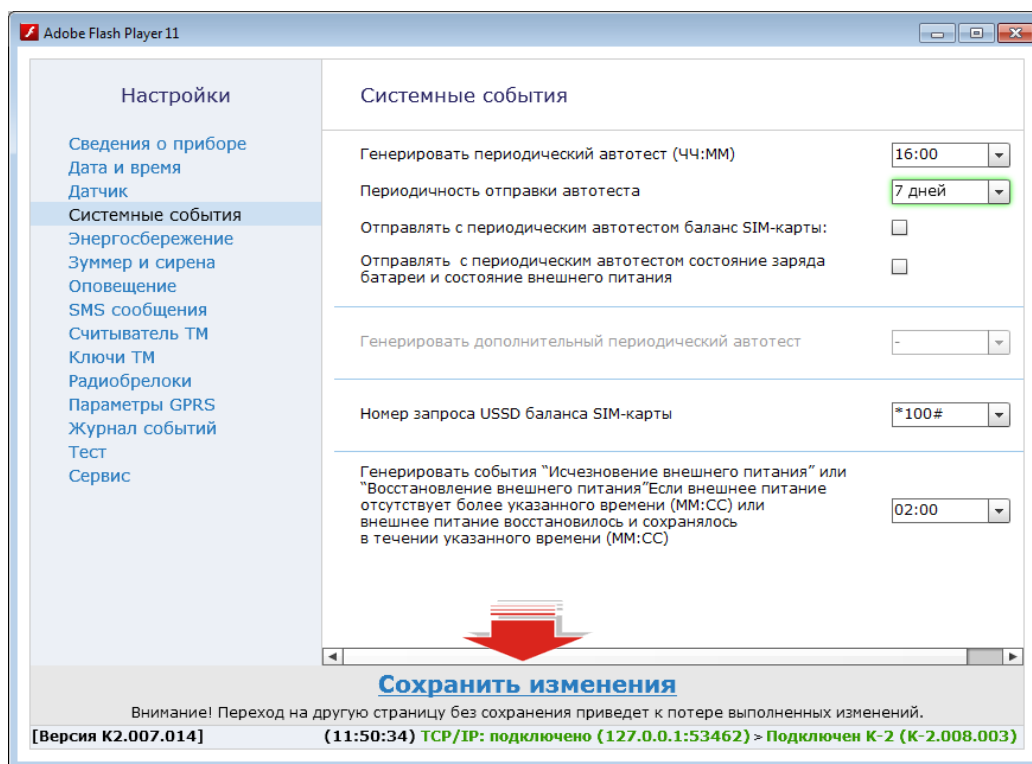 Adobe Flash Player 11
Настройки
Сведения о приборе
Дата и время
Датчик
Системные события
Энергосбережение
Зуммер и сирена
Оповещение
SMS сообщения
Считыватель ТМ
Ключи ТМ
Радиобрелоки
Параметры GPRS
Журнал событий
Тест
Сервис
Системные события
Генерировать периодический автотест (ЧЧ:ММ) 16:00
Периодичность отправки автотеста 7 дней
Отправлять с периодическим автотестом баланс SIM-карты:
Отправлять с периодическим автотестом состояние заряда
батареи и состояние внешнего питания
Генерировать дополнительный периодический автотест -
Номер запроса USSD баланса SIM-карты *100#
Генерировать события “Исчезновение внешнего питания” или
“Восстановление внешнего питания”Если внешнее питание
отсутствует более указанного времени (ММ:СС) или
внешнее питание восстановилось и сохранялось
в течении указанного времени (ММ:СС)
02:00
Сохранить изменения
Внимание! Переход на другую страницу без сохранения приведет к потере выполненных изменений.
[Версия K2.007.014] (11:50:34) TCP/IP: подключено (127.0.0.1:53462) > Подключен К-2 (K-2.008.003)